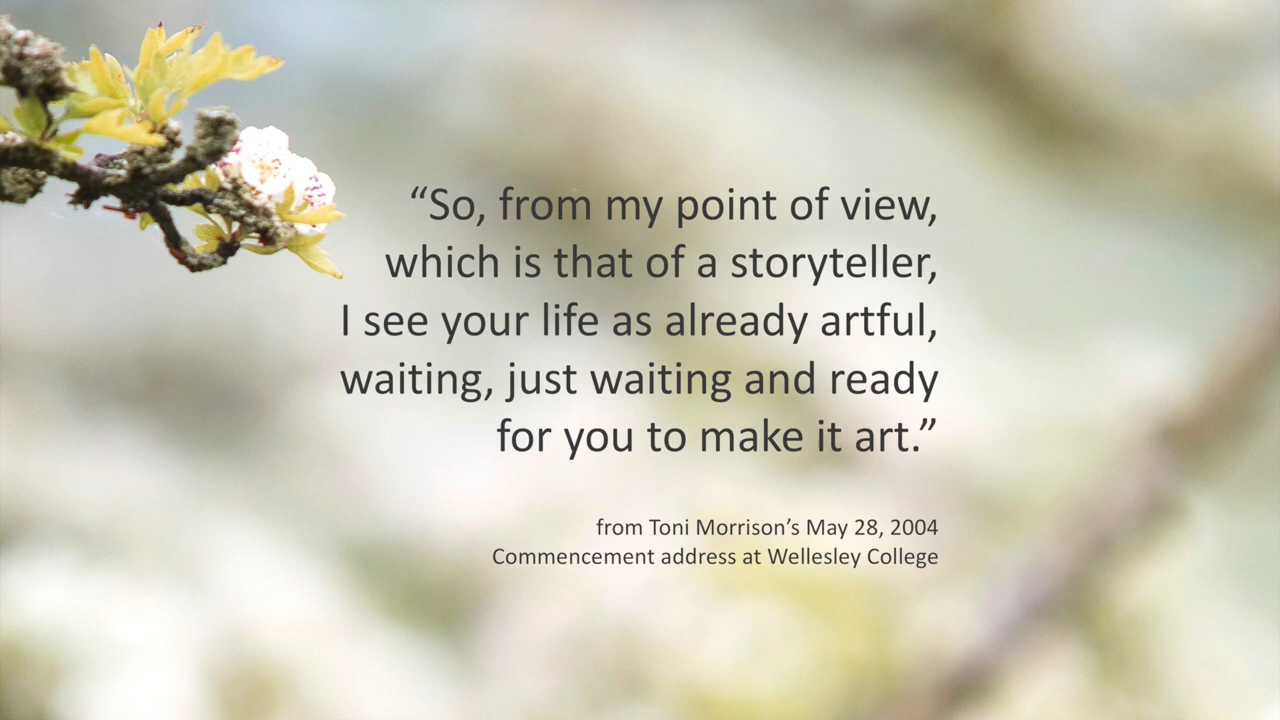 “So, from my point of view,
which is that of a storyteller,
I see your life as already artful,
waiting, just waiting and ready
for you to make it art.”
from Toni Morrison’s May 28, 2004
Commencement address at Wellesley College